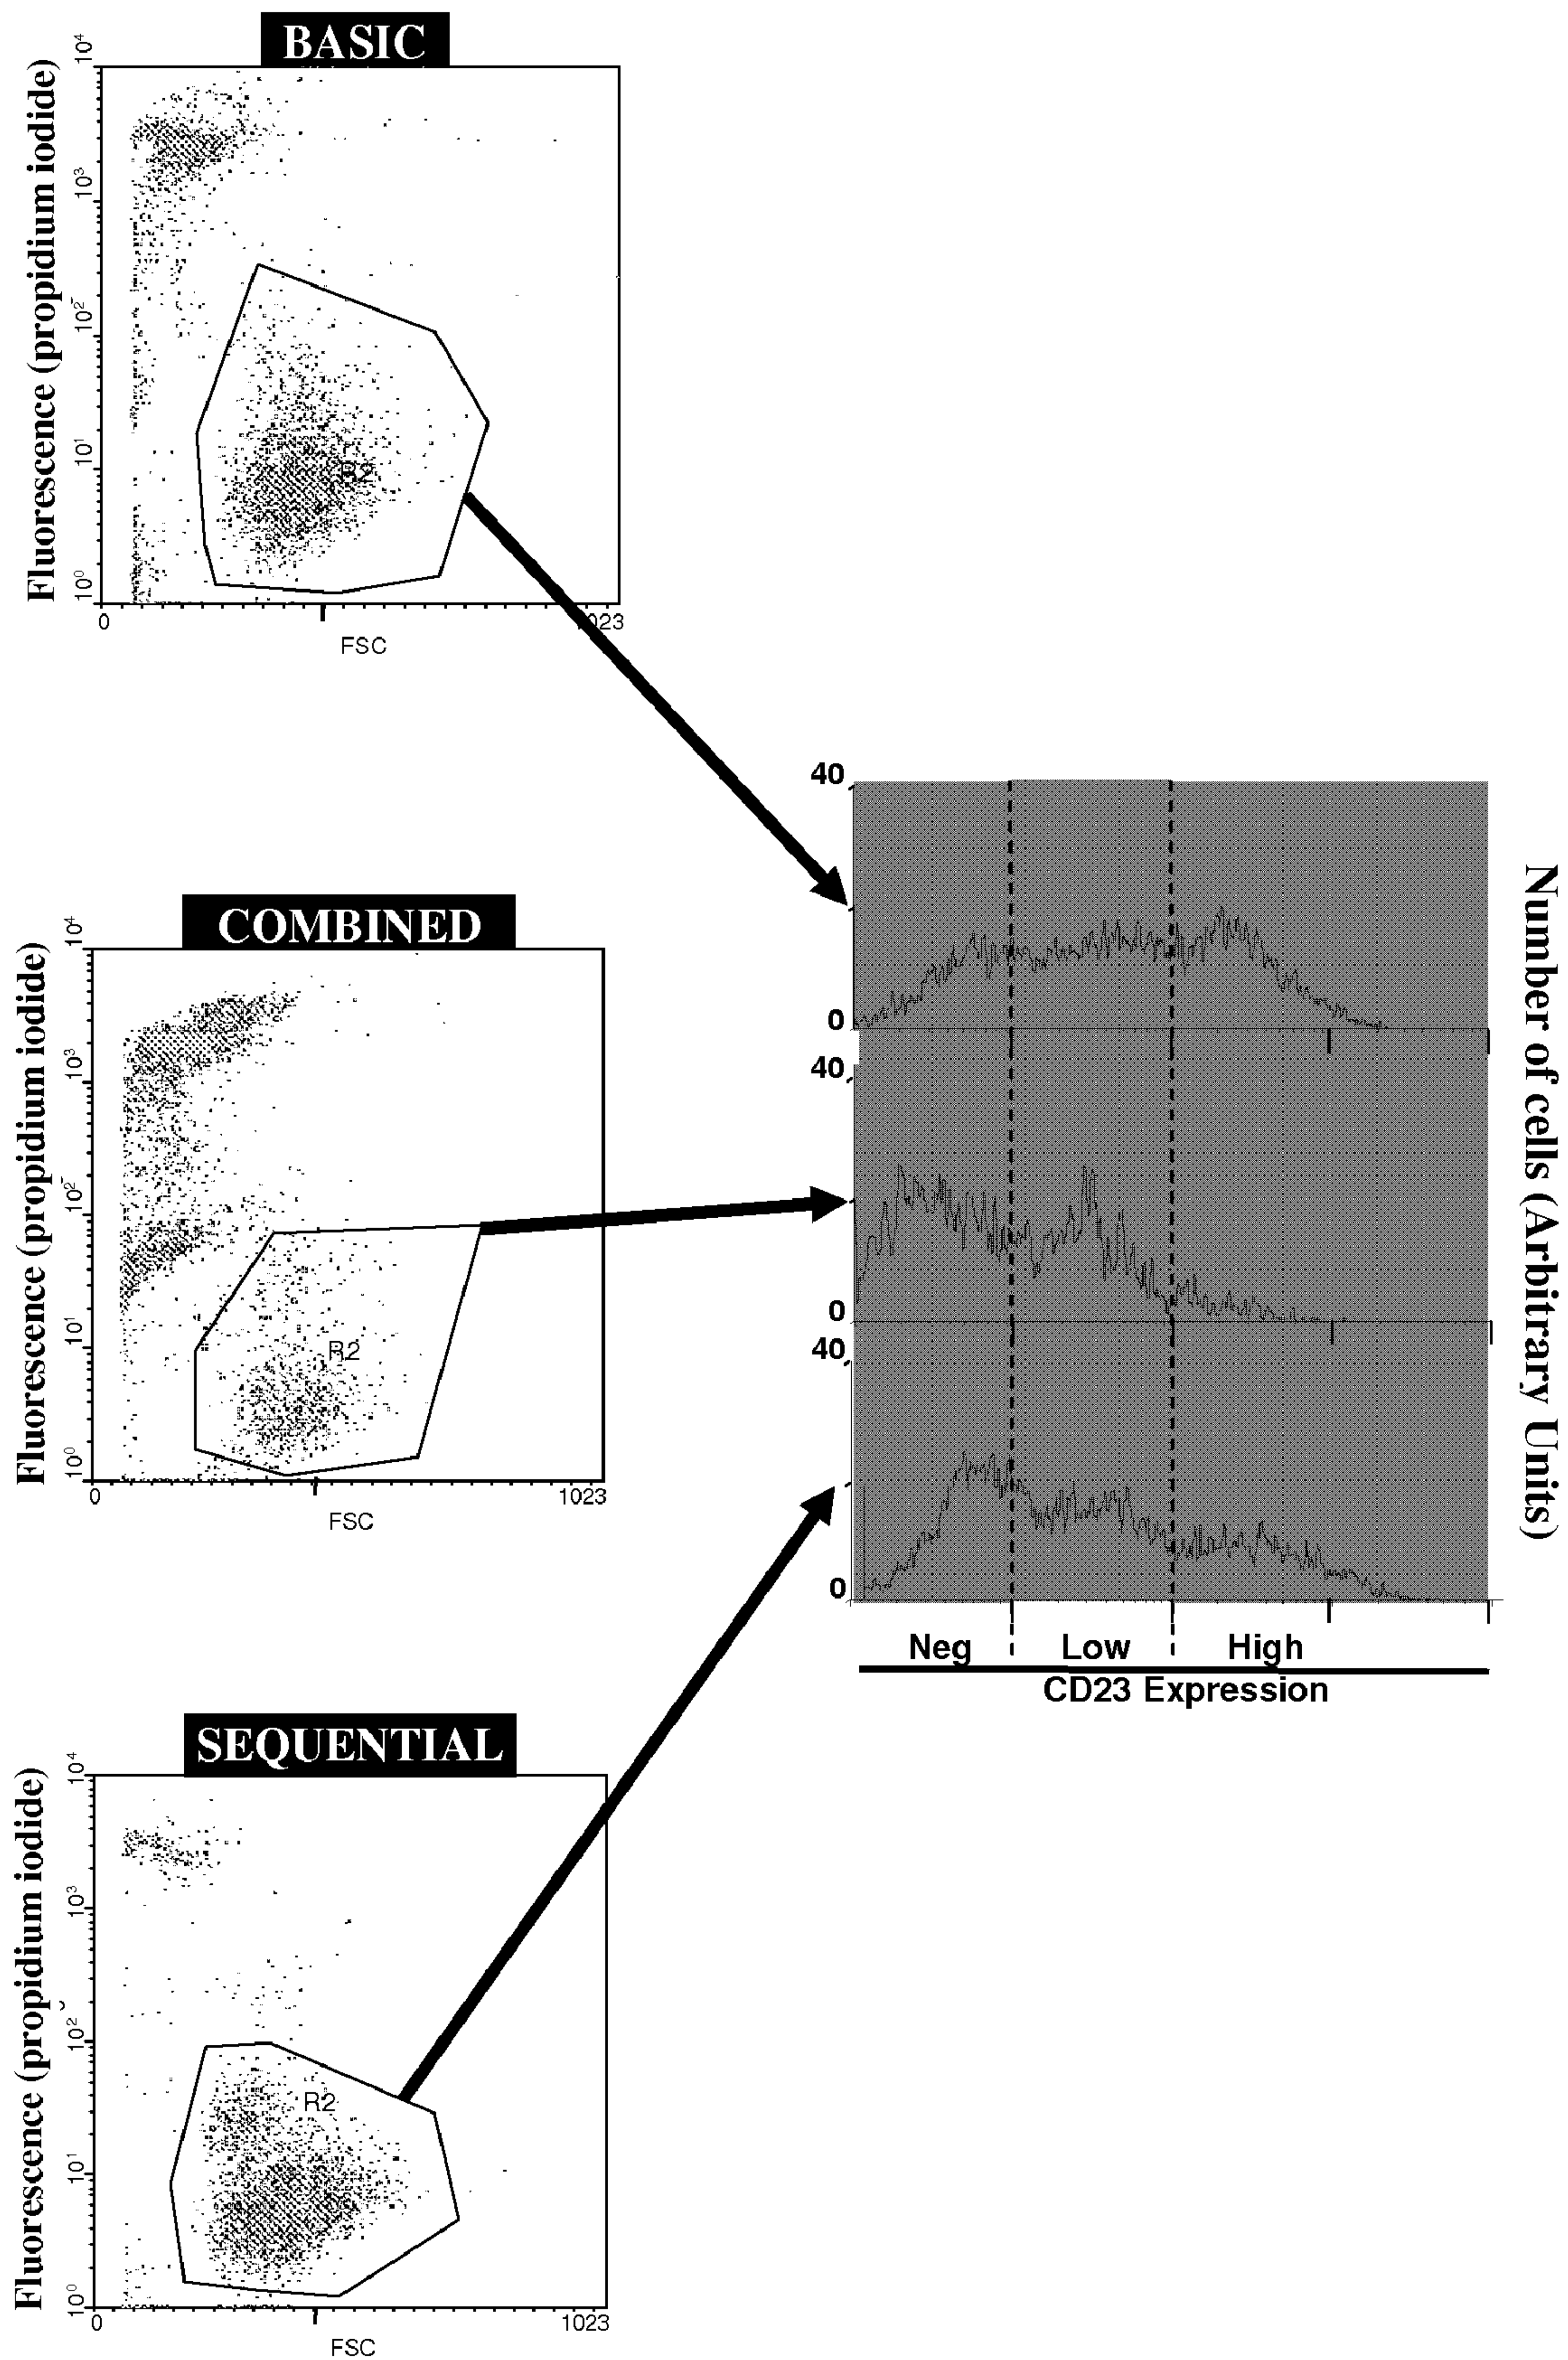 BASIC
Fluorescence (propidium iodide)
10⁴
10³
10²
10¹
10⁰
R2
0
1023
FSC
COMBINED
Fluorescence (propidium iodide)
10⁴
10³
10²
10¹
10⁰
R2
0 1023
FSC
SEQUENTIAL
Fluorescence (propidium iodide)
10⁴
10³
10²
10¹
10⁰
R2
0 1023
FSC
40
0
40
0
40
0
Neg Low High
CD23 Expression
Number of cells (Arbitrary Units)